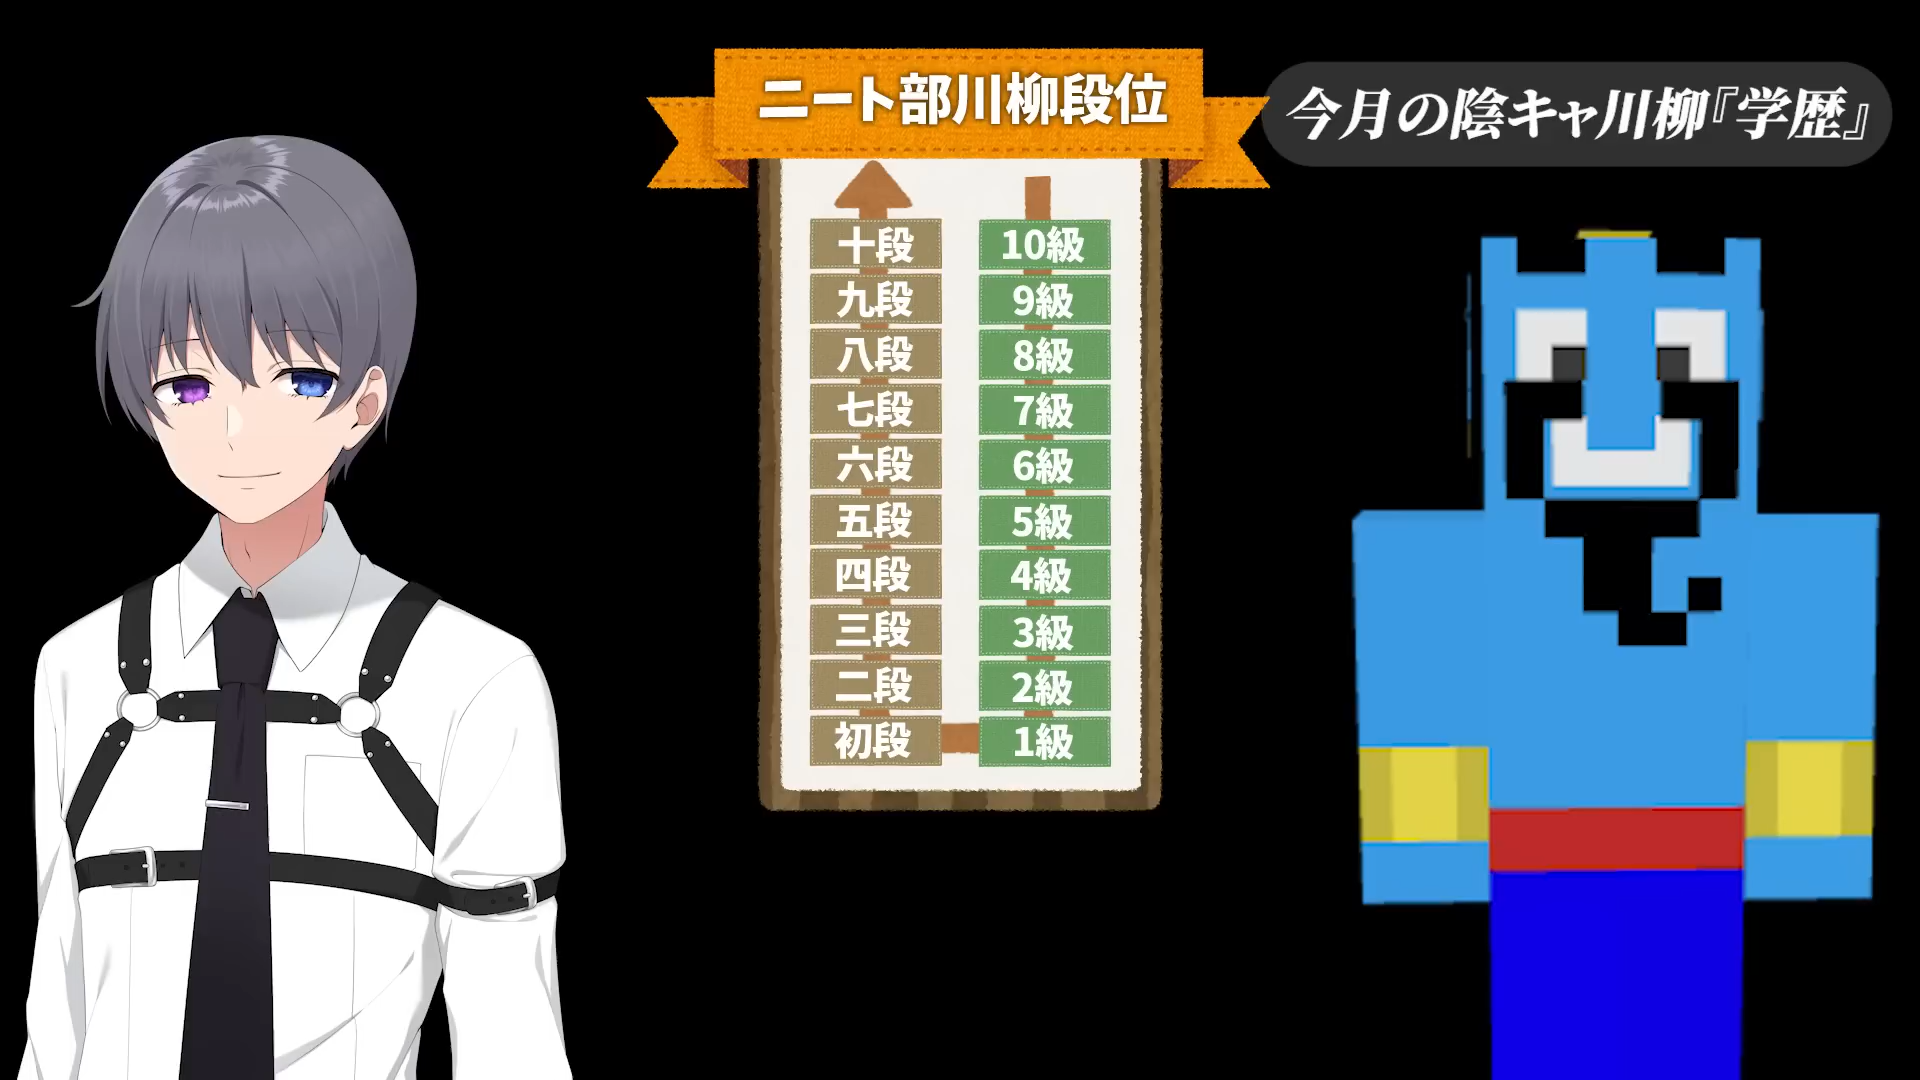 ニート部川柳段位
今月の陰キャ川柳『学歴』
十段 10級
九段 9級
八段 8級
七段 7級
六段 6級
五段 5級
四段 4級
三段 3級
二段 2級
初段 1級